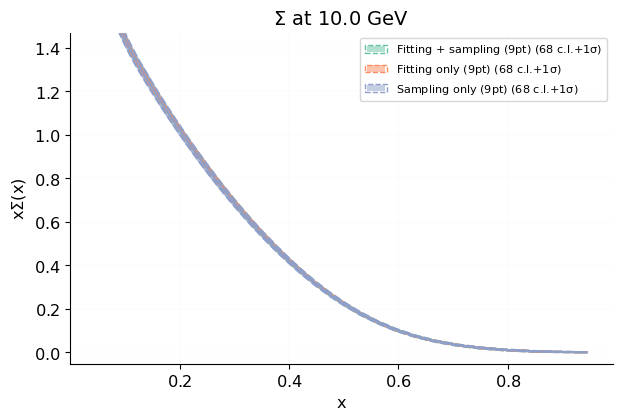 Σ at 10.0 GeV
Fitting + sampling (9pt) (68 c.l.+1σ)
Fitting only (9pt) (68 c.l.+1σ)
Sampling only (9pt) (68 c.l.+1σ)
xΣ(x)
1.4
1.2
1.0
0.8
0.6
0.4
0.2
0.0
0.2 0.4 0.6 0.8
x